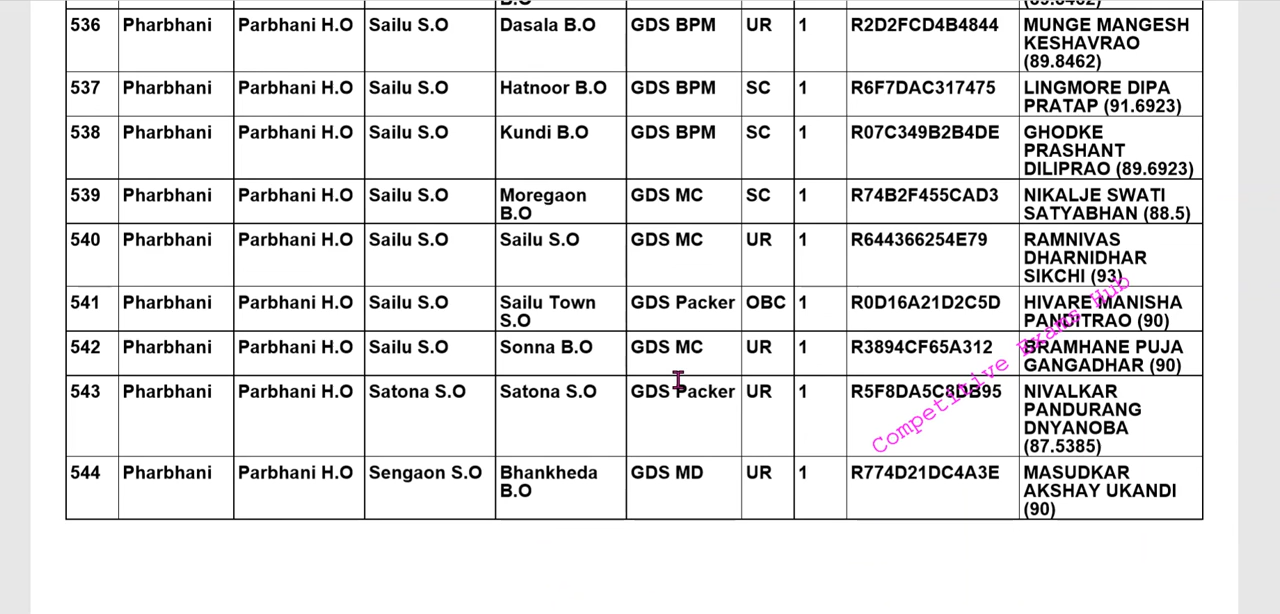 B.O (89.8462)
536 Pharbhani Parbhani H.O Sailu S.O Dasala B.O GDS BPM UR 1 R2D2FCD4B4844 MUNGE MANGESH
KESHAVRAO
(89.8462)
537 Pharbhani Parbhani H.O Sailu S.O Hatnoor B.O GDS BPM SC 1 R6F7DAC317475 LINGMORE DIPA
PRATAP (91.6923)
538 Pharbhani Parbhani H.O Sailu S.O Kundi B.O GDS BPM SC 1 R07C349B2B4DE GHODKE
PRASHANT
DILIPRAO (89.6923)
539 Pharbhani Parbhani H.O Sailu S.O Moregaon GDS MC SC 1 R74B2F455CAD3 NIKALJE SWATI
B.O SATYABHAN (88.5)
540 Pharbhani Parbhani H.O Sailu S.O Sailu S.O GDS MC UR 1 R644366254E79 RAMNIVAS
DHARNIDHAR
SIKCHI (93)
541 Pharbhani Parbhani H.O Sailu S.O Sailu Town GDS Packer OBC 1 R0D16A21D2C5D HIVARE MANISHA
S.O PANDITRAO (90)
542 Pharbhani Parbhani H.O Sailu S.O Sonna B.O GDS MC UR 1 R3894CF65A312 BRAMHANE PUJA
GANGADHAR (90)
543 Pharbhani Parbhani H.O Satona S.O Satona S.O GDS Packer UR 1 R5F8DA5C8DB95 NIVALKAR
PANDURANG
DNYANOBA
(87.5385)
544 Pharbhani Parbhani H.O Sengaon S.O Bhankheda GDS MD UR 1 R774D21DC4A3E MASUDKAR
B.O AKSHAY UKANDI
(90)
Competitive Exams Hub